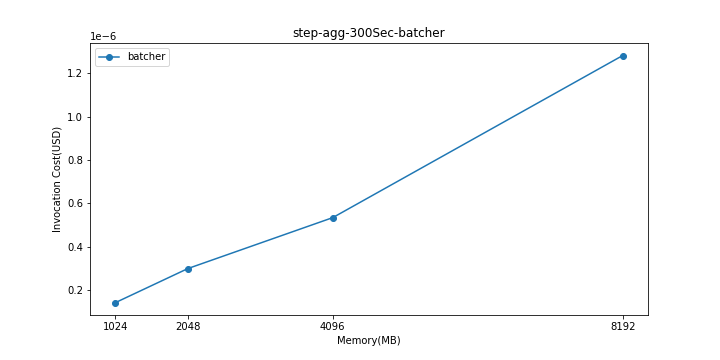 step-agg-300Sec-batcher
1e−6
batcher
1.2
1.0
0.8
0.6
0.4
0.2
Invocation Cost(USD)
1024 2048 4096 8192
Memory(MB)